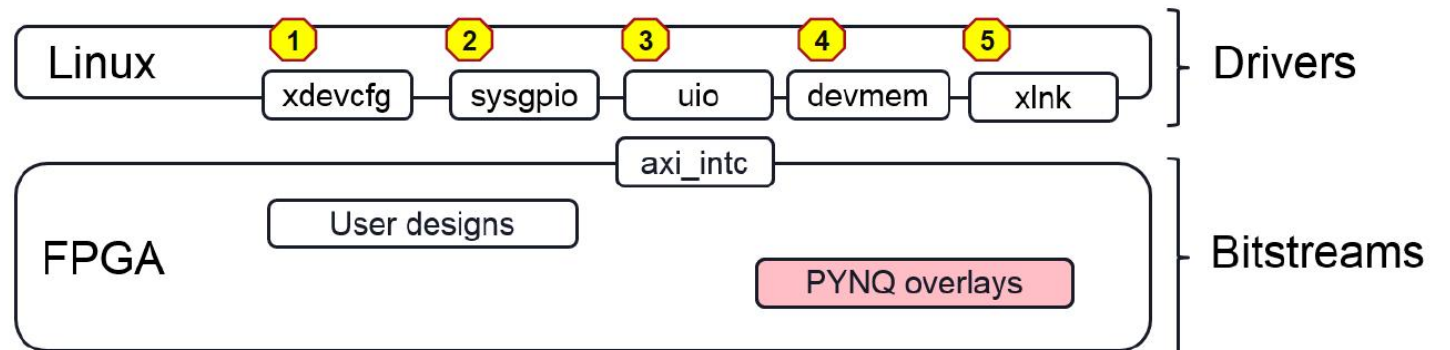 1 2 3 4 5
Linux
Drivers
xdevcfg sysgpio uio devmem xlnk
axi_intc
User designs
FPGA
Bitstreams
PYNQ overlays